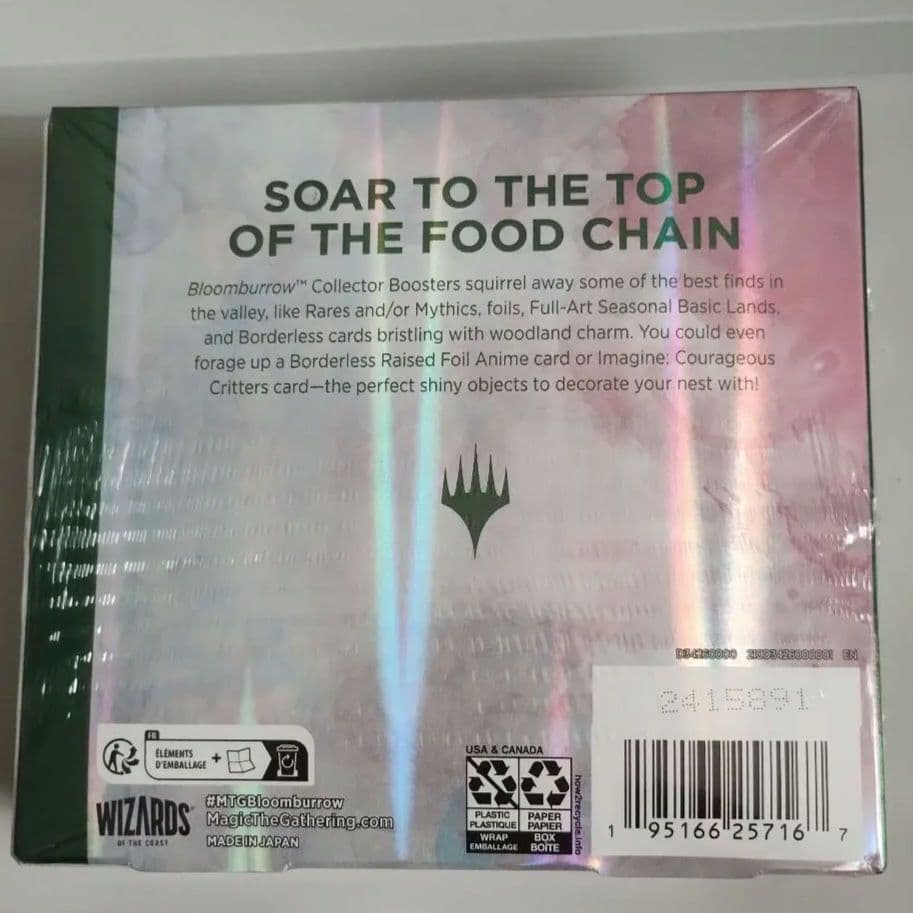 SOAR TO THE TOP
OF THE FOOD CHAIN
Bloomburrow™ Collector Boosters squirrel away some of the best finds in
the valley, like Rares and/or Mythics, foils, Full-Art Seasonal Basic Lands,
and Borderless cards bristling with woodland charm. You could even
forage up a Borderless Raised Foil Anime card or Imagine: Courageous
Critters card—the perfect shiny objects to decorate your nest with!
D34260000 210D34260000001 EN
2415891
FR
ÉLÉMENTS
D'EMBALLAGE
+
WIZARDS
OF THE COAST
#MTGBloomburrow
MagicTheGathering.com
MADE IN JAPAN
USA & CANADA
PLASTIC
PLASTIQUE
WRAP
EMBALLAGE
PAPER
PAPIER
BOX
BOÎTE
how2recycle.info
1 95166 25716 7